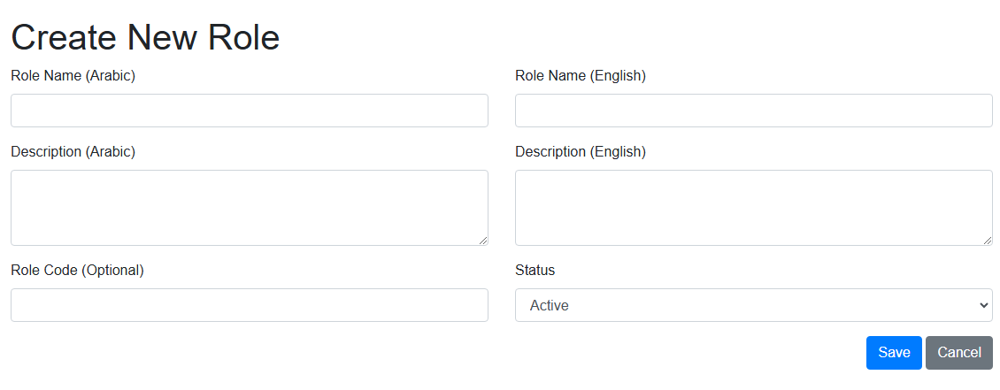 Create New Role
Role Name (Arabic)
Role Name (English)
Description (Arabic)
Description (English)
Role Code (Optional)
Status
Active
Save
Cancel